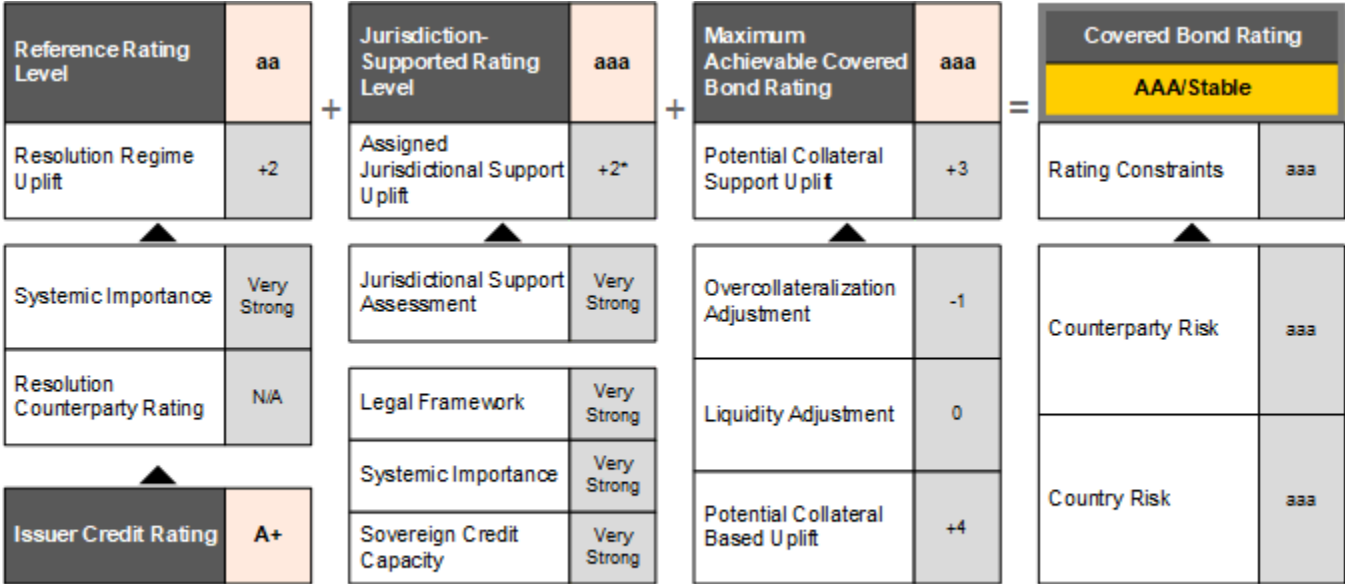 Reference Rating
Level
aa
Resolution Regime
Uplift
+2
Systemic Importance
Very
Strong
Resolution
Counterparty Rating
N/A
Issuer Credit Rating
A+
+
Jurisdiction-
Supported Rating
Level
aaa
Assigned
Jurisdictional Support
Uplift
+2*
Jurisdictional Support
Assessment
Very
Strong
Legal Framework
Very
Strong
Systemic Importance
Very
Strong
Sovereign Credit
Capacity
Very
Strong
+
Maximum
Achievable Covered
Bond Rating
aaa
Potential Collateral
Support Uplift
+3
Overcollateralization
Adjustment
-1
Liquidity Adjustment
0
Potential Collateral
Based Uplift
+4
=
Covered Bond Rating
AAA/Stable
Rating Constraints
aaa
Counterparty Risk
aaa
Country Risk
aaa